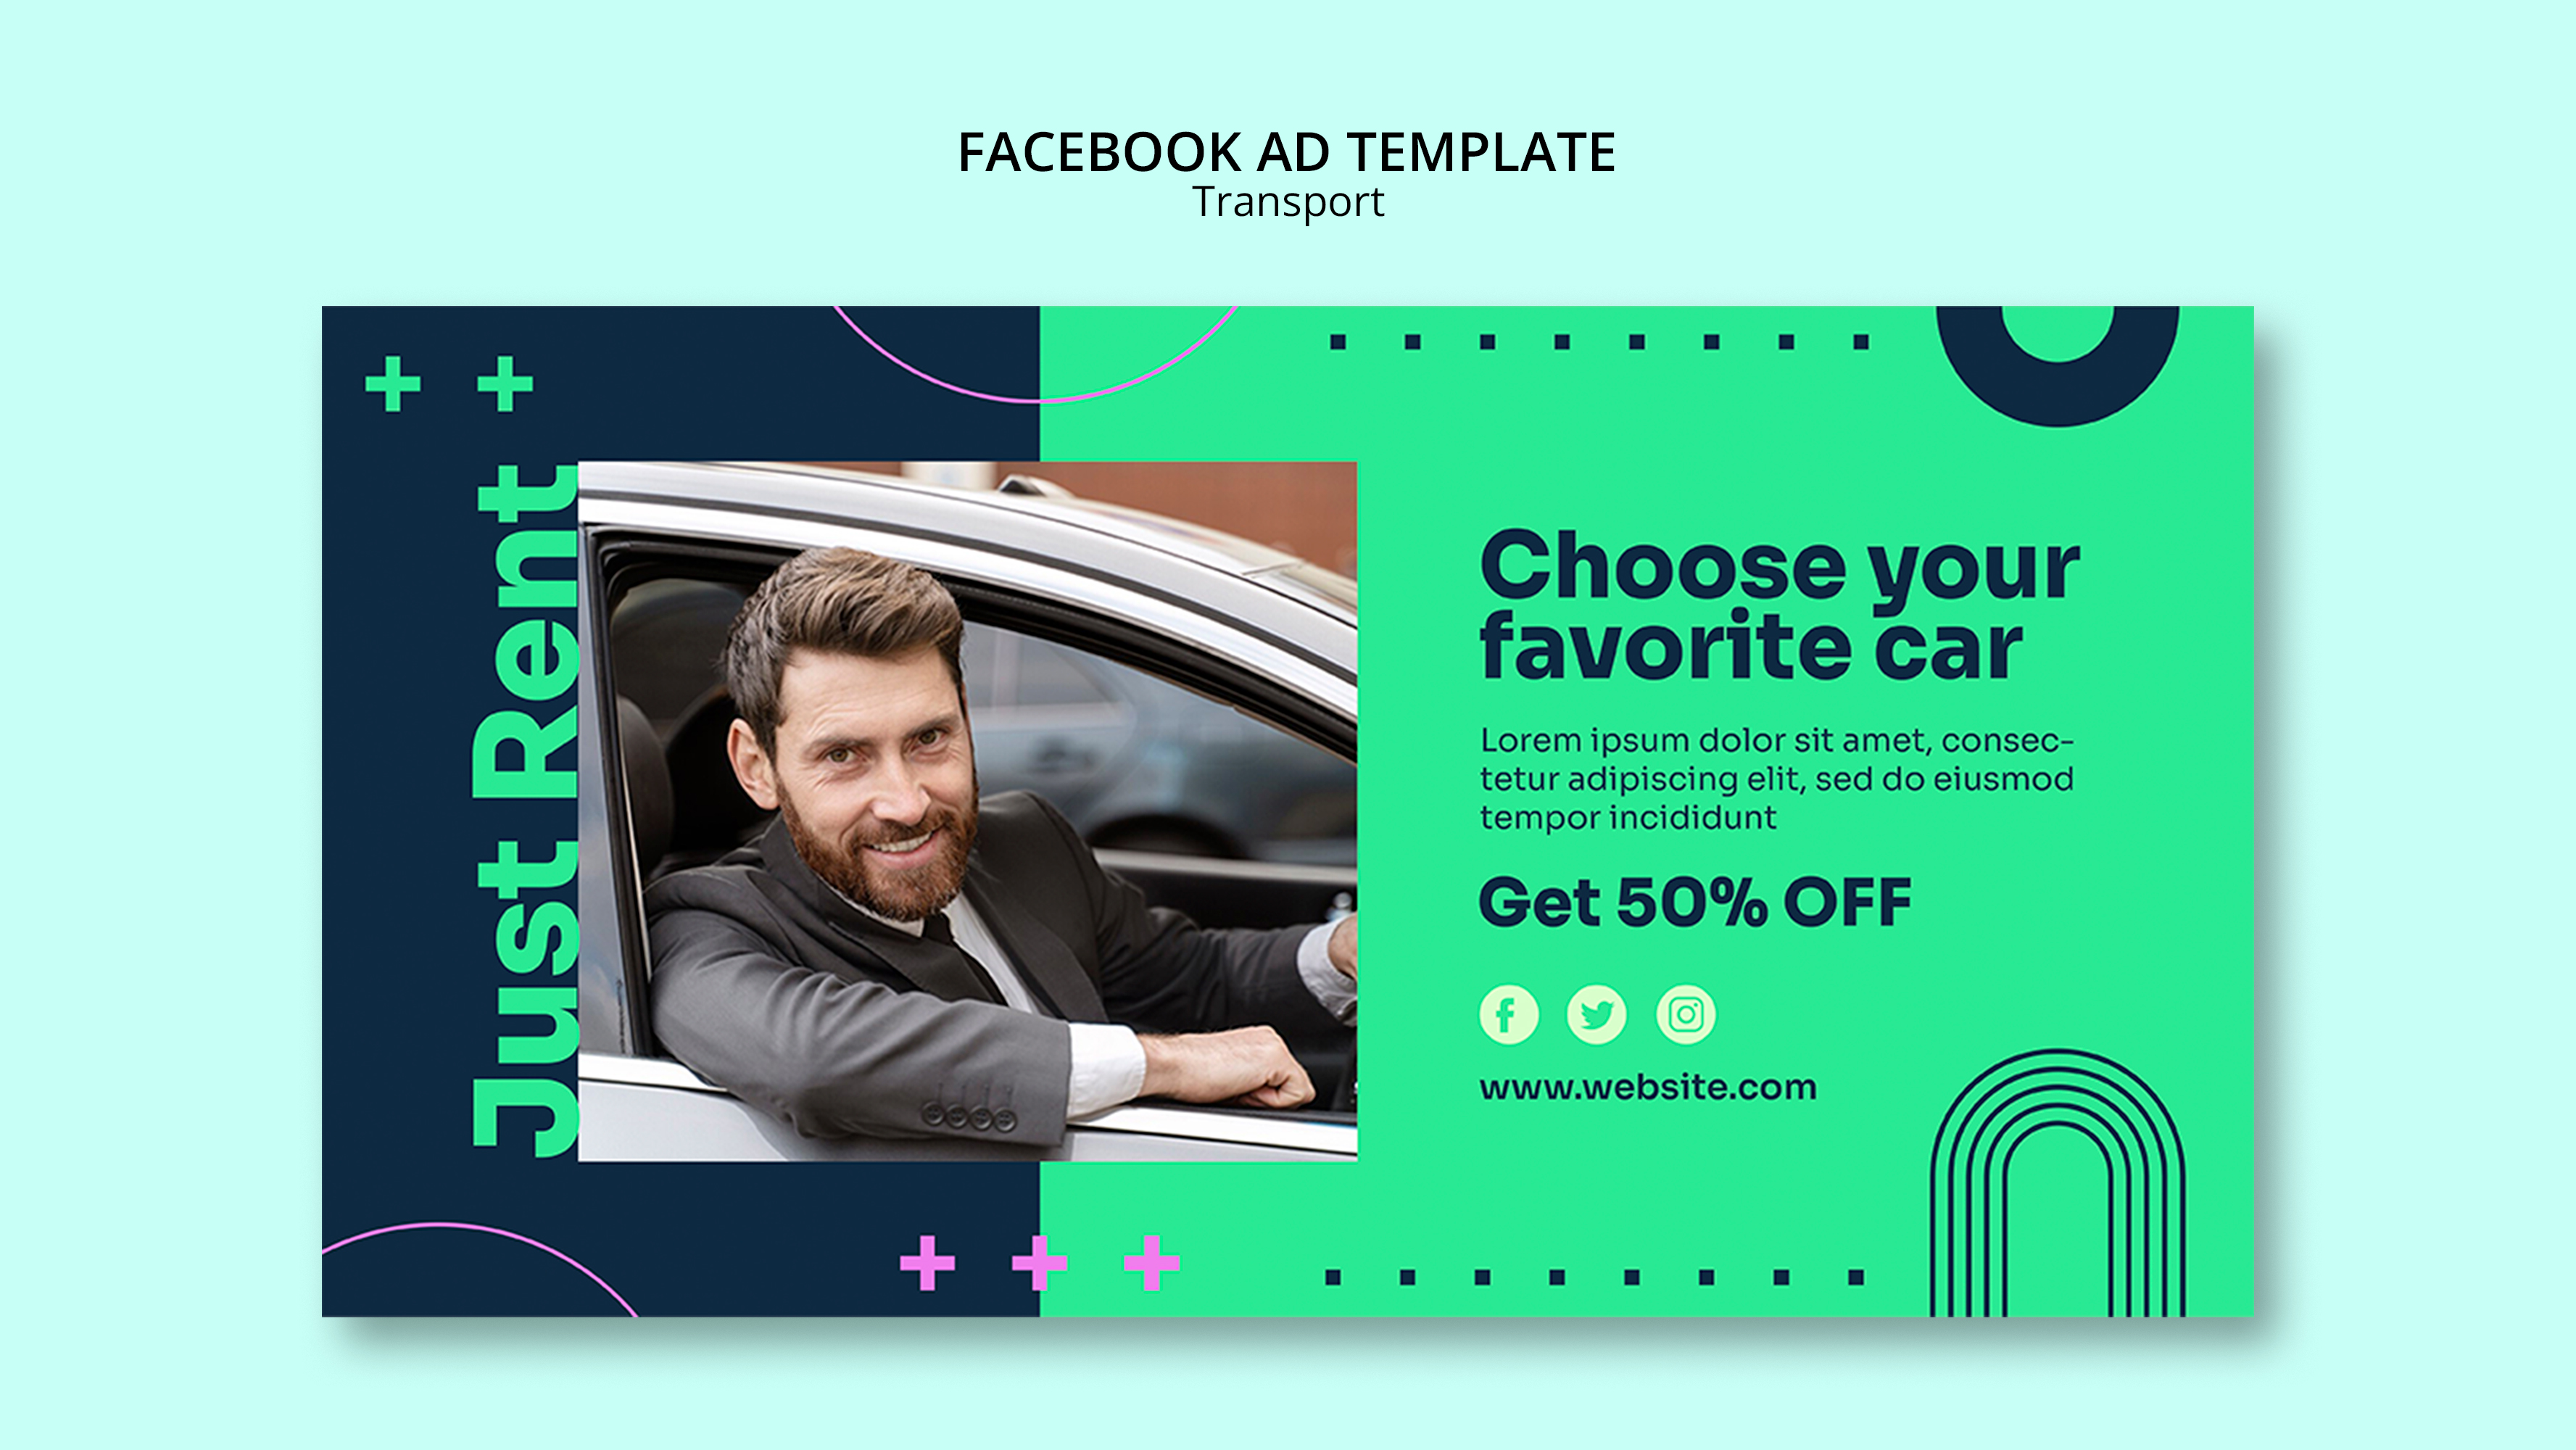 FACEBOOK AD TEMPLATE
Transport
Just Rent
Choose your
favorite car
Lorem ipsum dolor sit amet, consec-
tetur adipiscing elit, sed do eiusmod
tempor incididunt
Get 50% OFF
www.website.com